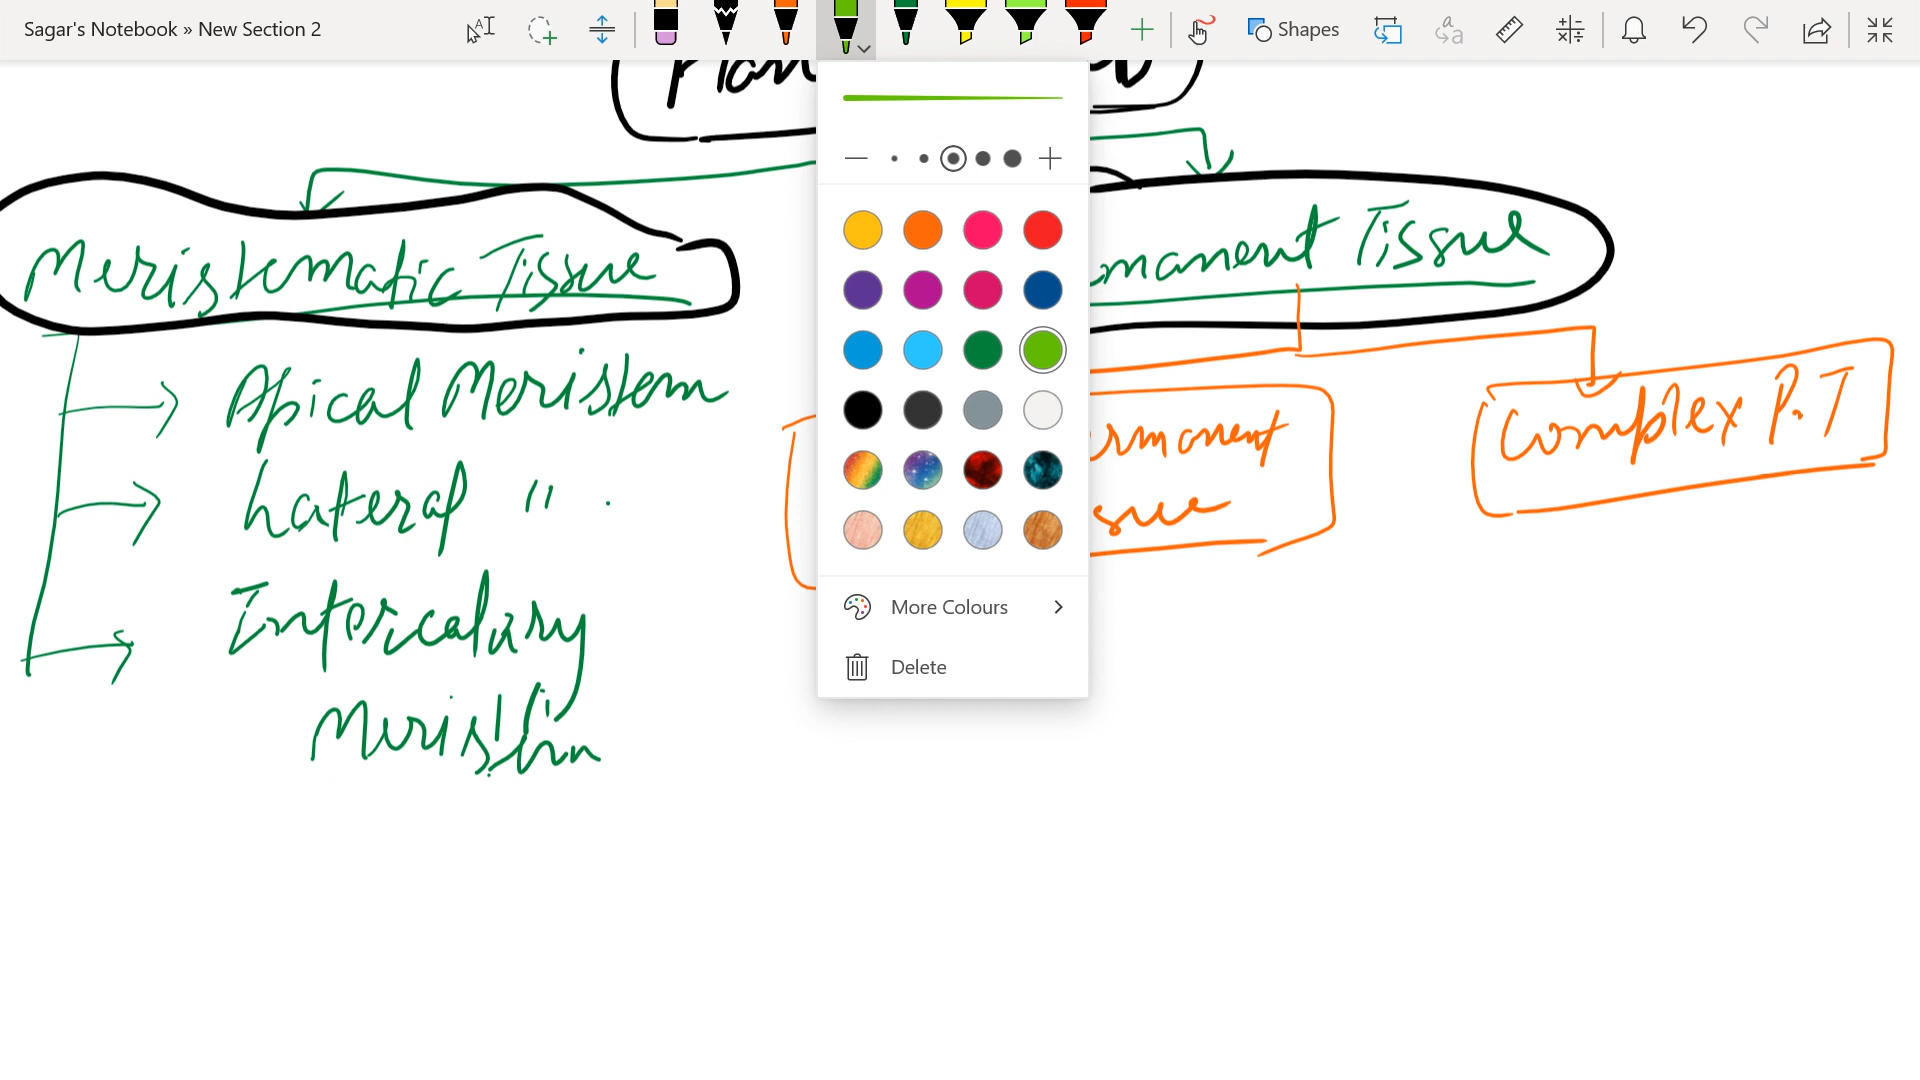 Sagar's Notebook » New Section 2
Shapes
Meristematic Tissue
manent Tissue
Apical Meristem
Lateral " .
Intercalary
Meristem
rmanent
ssue
Complex P.T
More Colours
Delete